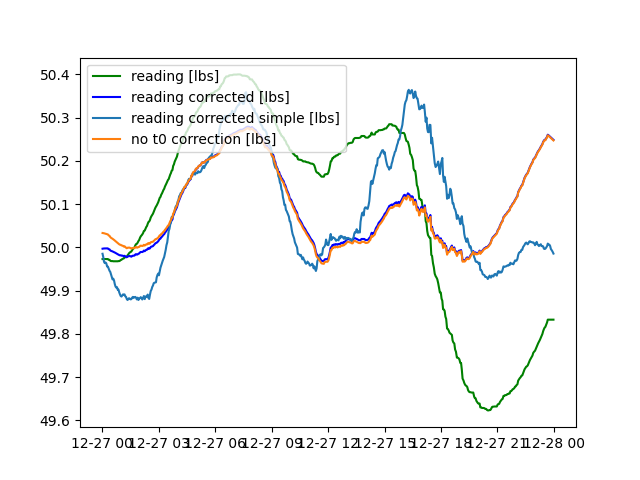 reading [lbs]
reading corrected [lbs]
reading corrected simple [lbs]
no t0 correction [lbs]
50.4
50.3
50.2
50.1
50.0
49.9
49.8
49.7
49.6
12-27 00 12-27 03 12-27 06 12-27 09 12-27 12 12-27 15 12-27 18 12-27 21 12-28 00